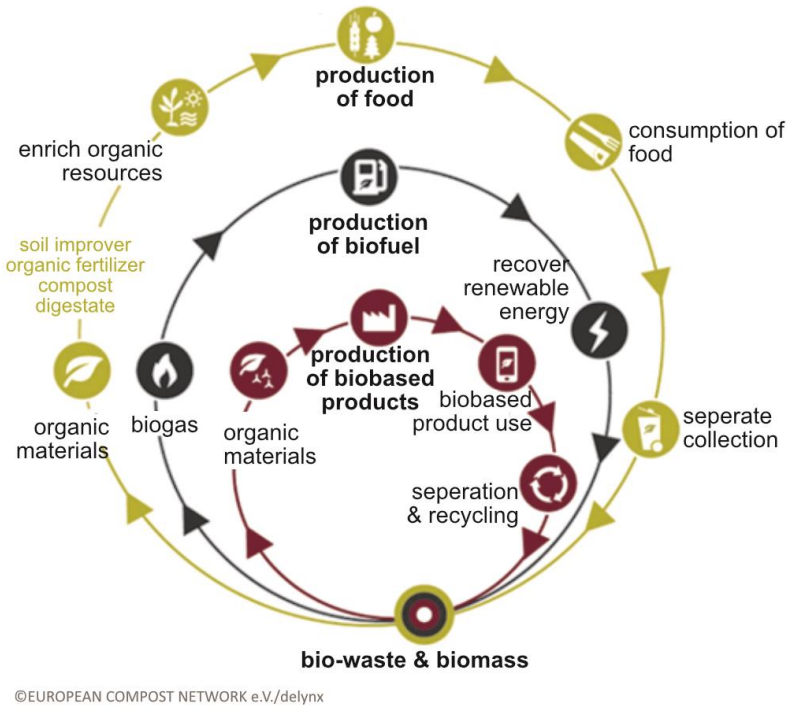 production
of food
consumption of
food
enrich organic
resources
production
of biofuel
soil improver
organic fertilizer
compost
digestate
recover
renewable
energy
production
of biobased
products
biobased
product use
organic
materials
biogas
organic
materials
seperate
collection
seperation
& recycling
bio-waste & biomass
©EUROPEAN COMPOST NETWORK e.V./delynx